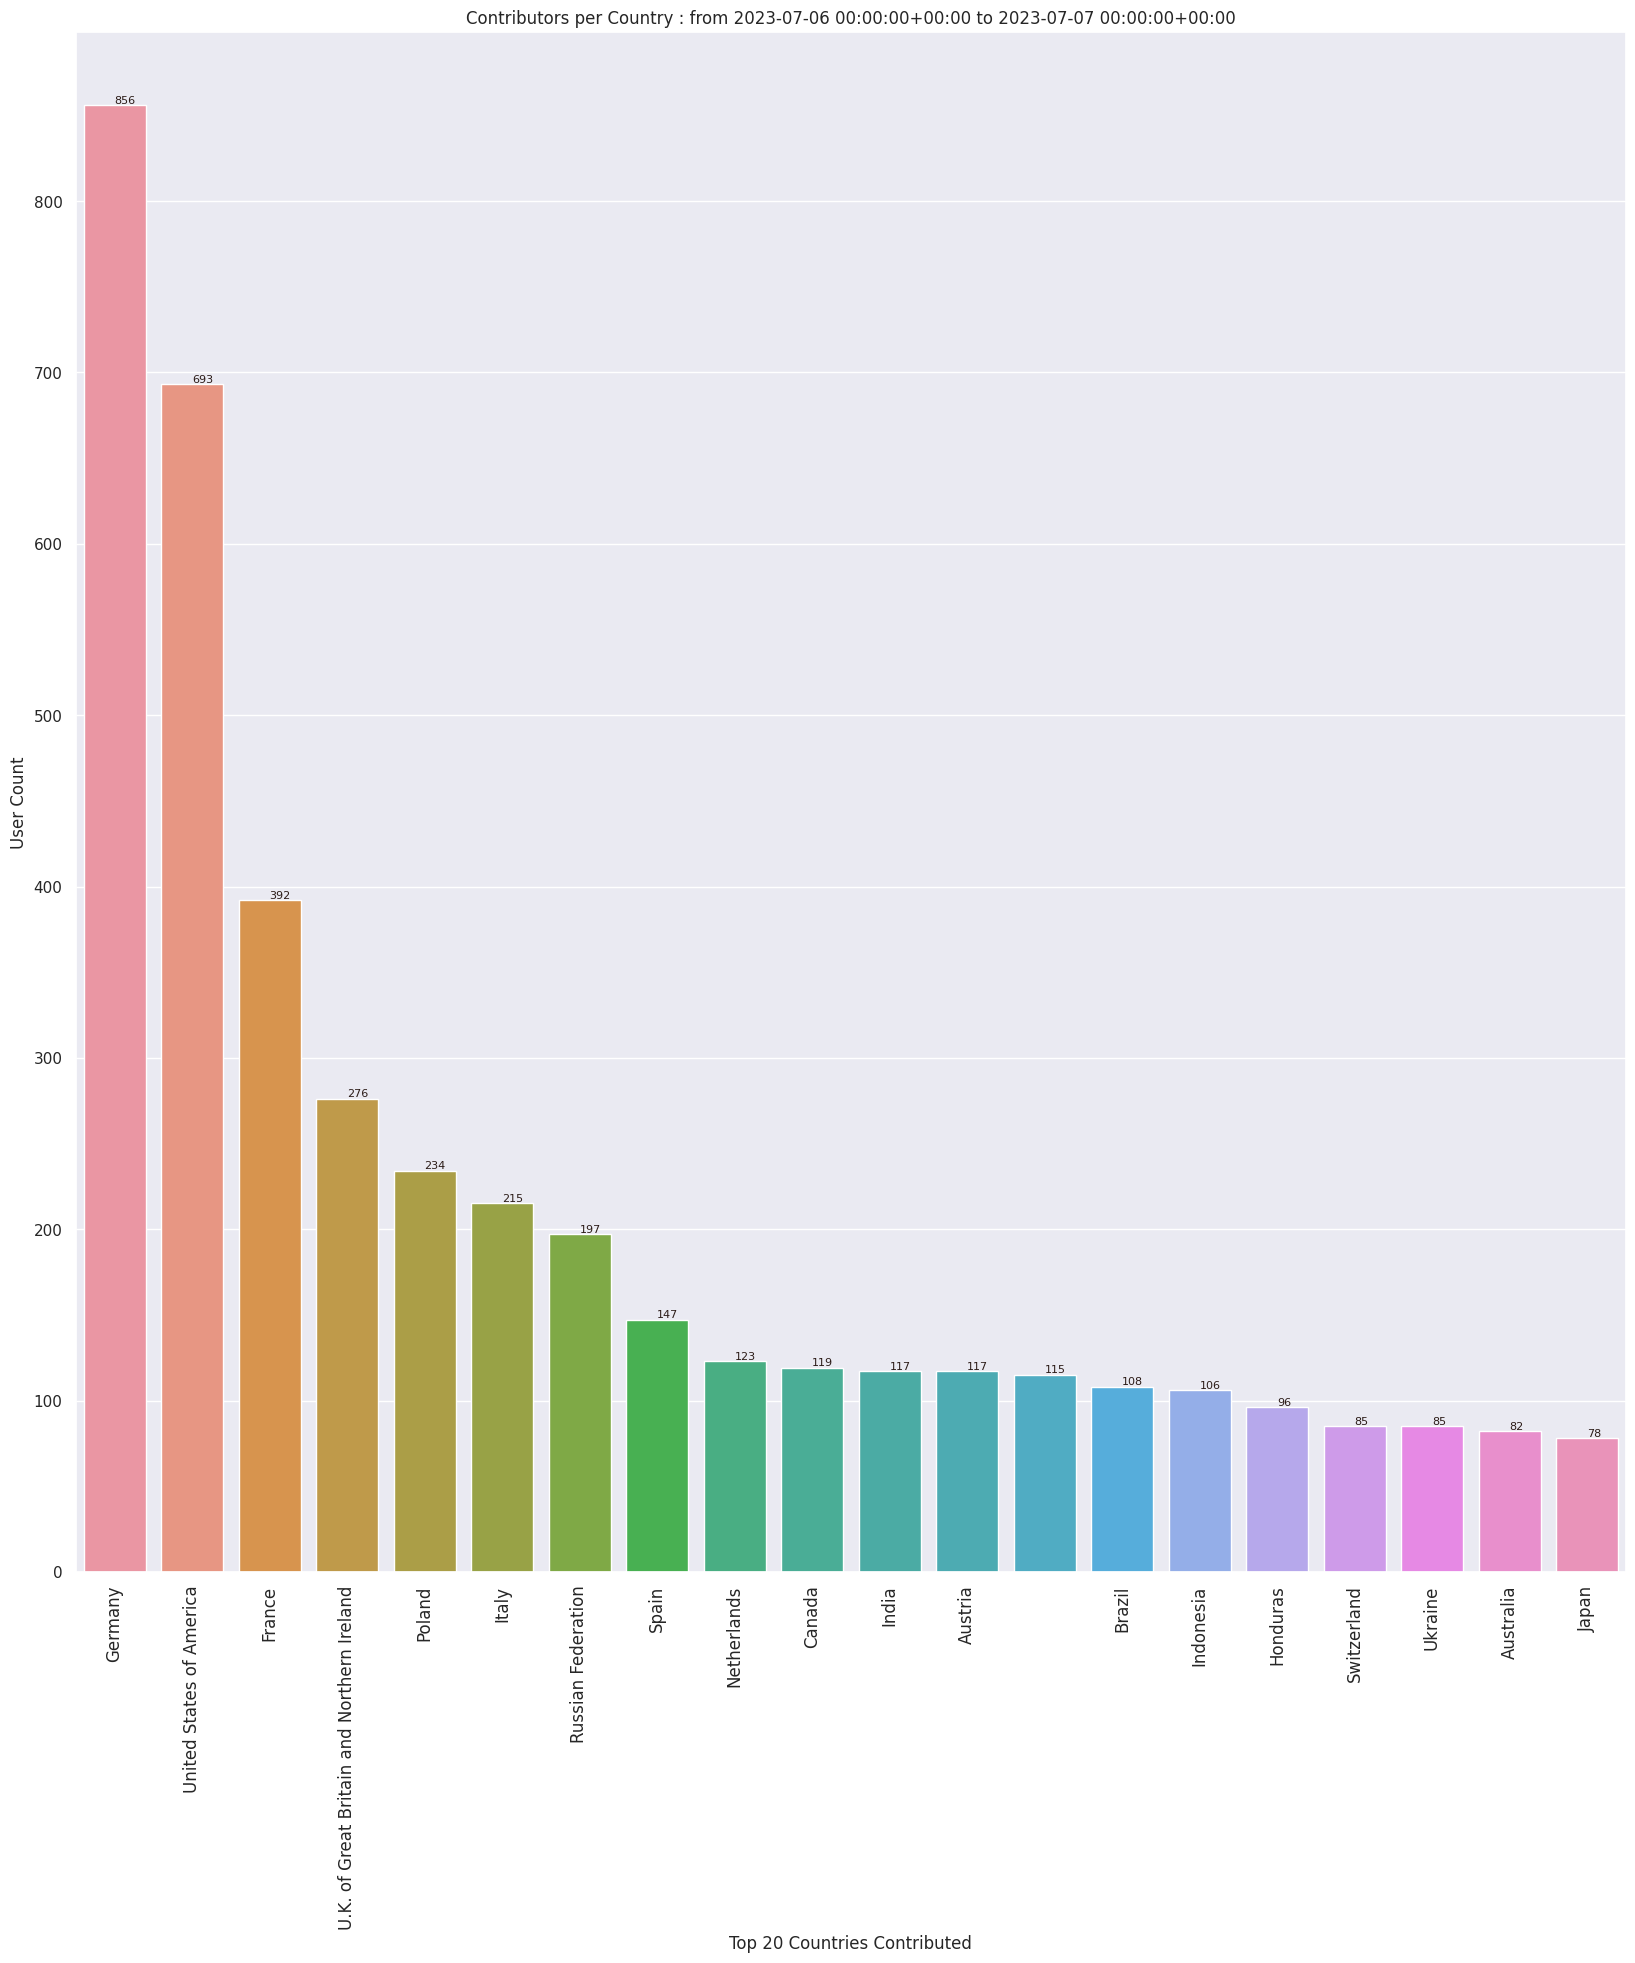 Contributors per Country : from 2023-07-06 00:00:00+00:00 to 2023-07-07 00:00:00+00:00
User Count
800
700
600
500
400
300
200
100
0
856
693
392
276
234
215
197
147
123
119
117
117
115
108
106
96
85
85
82
78
Germany
United States of America
France
U.K. of Great Britain and Northern Ireland
Poland
Italy
Russian Federation
Spain
Netherlands
Canada
India
Austria
Brazil
Indonesia
Honduras
Switzerland
Ukraine
Australia
Japan
Top 20 Countries Contributed